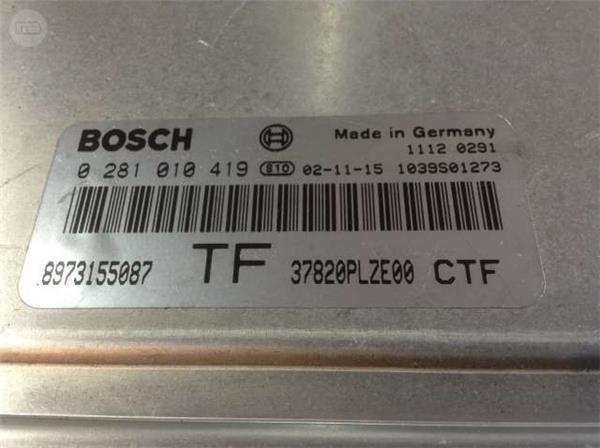 BOSCH
Made in Germany
1112 0291
0 281 010 419 810 02-11-15 1039S01273
8973155087 TF 37820PLZE00 CTF